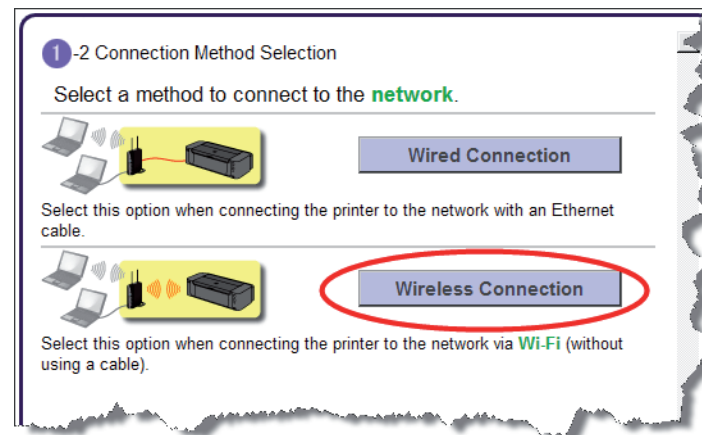 1 -2 Connection Method Selection
Select a method to connect to the network.
Wired Connection
Select this option when connecting the printer to the network with an Ethernet
cable.
Wireless Connection
Select this option when connecting the printer to the network via Wi-Fi (without
using a cable).